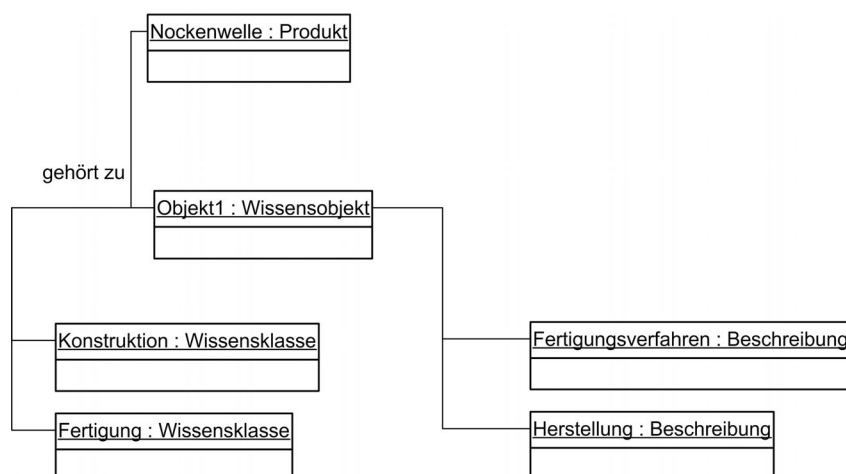 Nockenwelle : Produkt
gehört zu
Objekt1 : Wissensobjekt
Konstruktion : Wissensklasse
Fertigungsverfahren : Beschreibung
Fertigung : Wissensklasse
Herstellung : Beschreibung